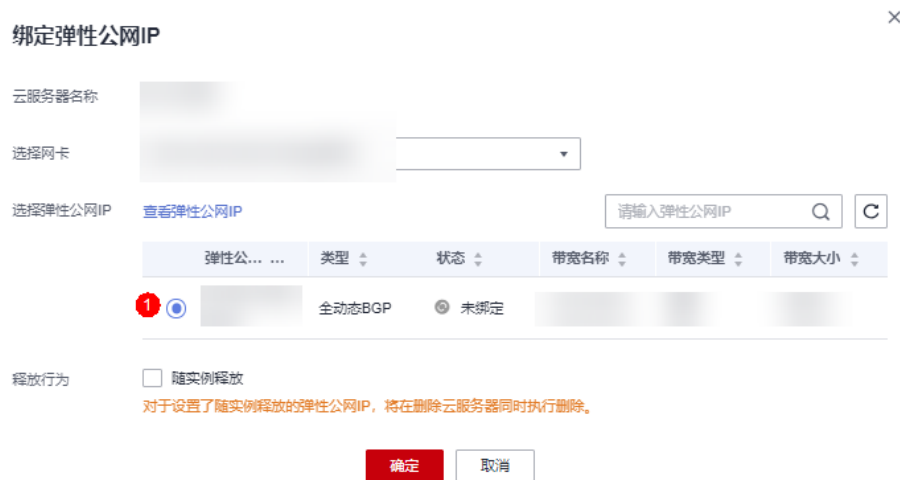 绑定弹性公网IP
云服务器名称
选择网卡
选择弹性公网IP 查看弹性公网IP 请输入弹性公网IP
弹性公... ... 类型 状态 带宽名称 带宽类型 带宽大小
1 全动态BGP 未绑定
释放行为 随实例释放
对于设置了随实例释放的弹性公网IP，将在删除云服务器同时执行删除。
确定 取消